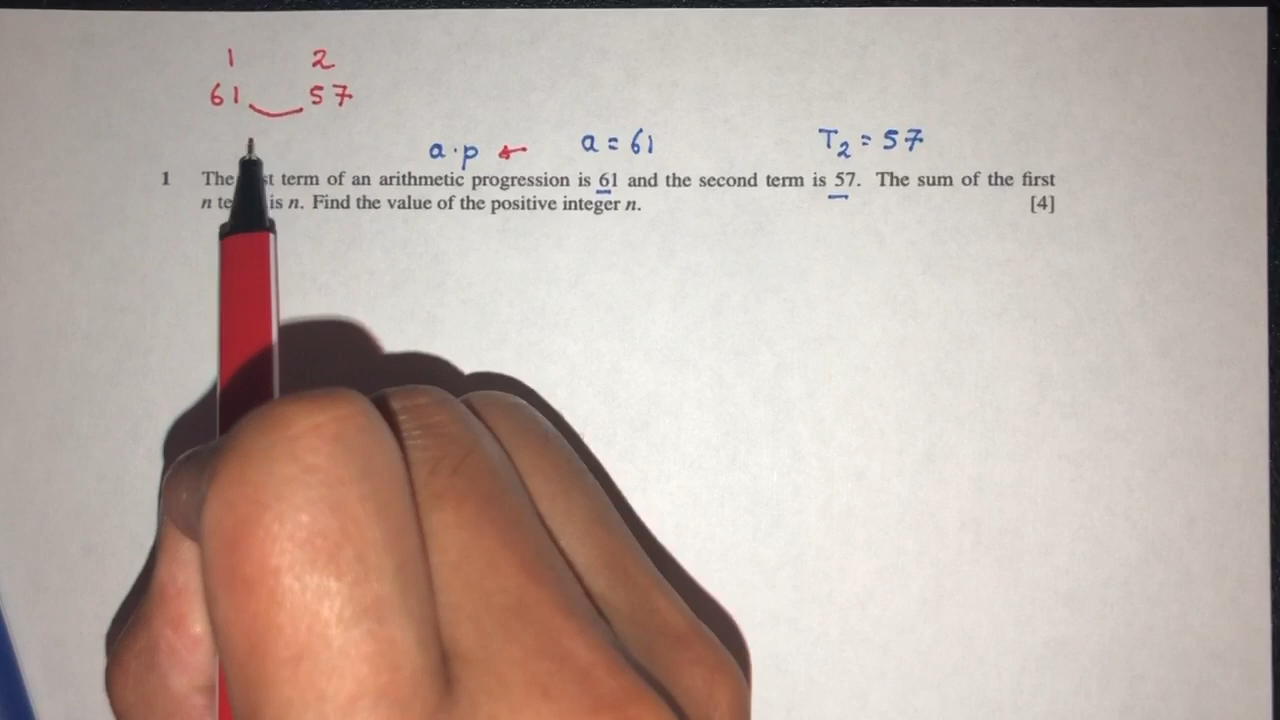 1 2
61 57
a.p ← a = 61 T2 = 57
1 The term of an arithmetic progression is 61 and the second term is 57. The sum of the first
n is n. Find the value of the positive integer n. [4]